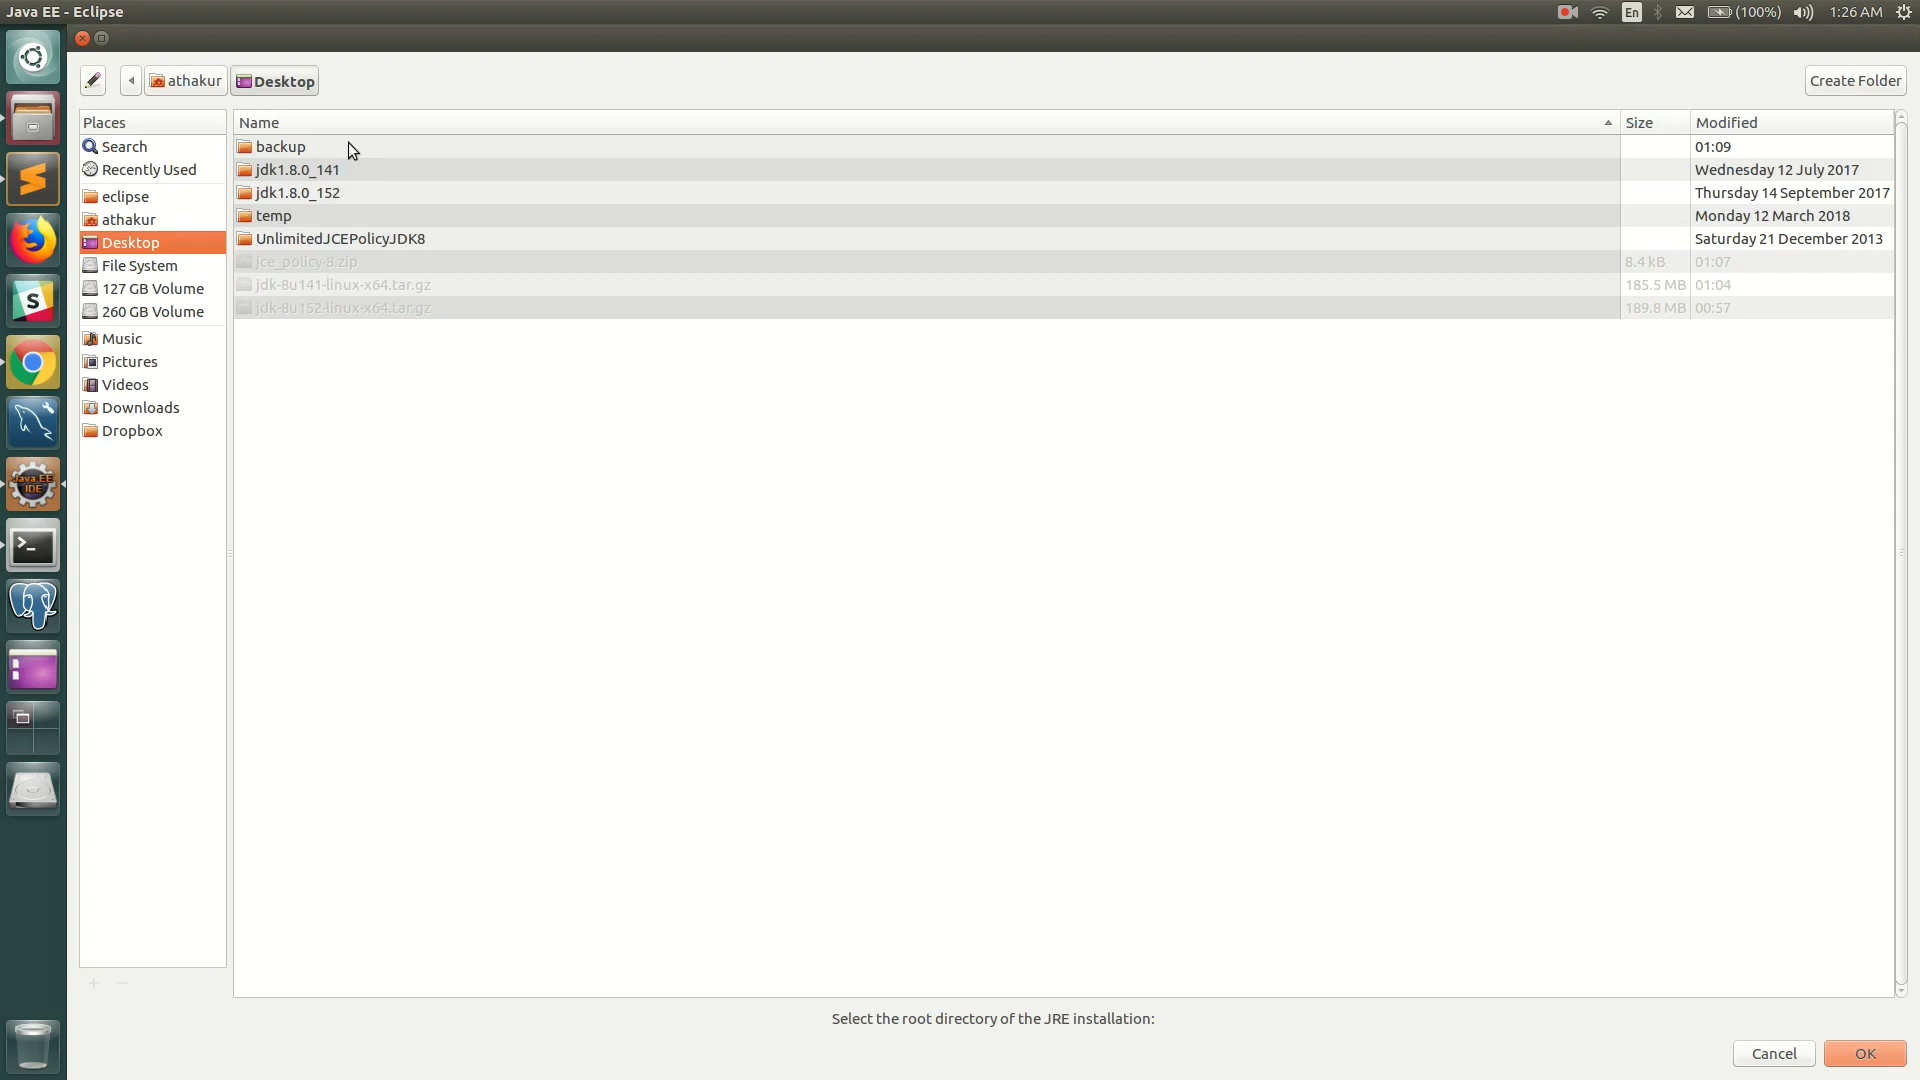 Java EE - Eclipse
En
(100%)
1:26 AM
athakur
Desktop
Create Folder
Places
Search
Recently Used
eclipse
athakur
Desktop
File System
127 GB Volume
260 GB Volume
Music
Pictures
Videos
Downloads
Dropbox
Name Size Modified
backup 01:09
jdk1.8.0_141 Wednesday 12 July 2017
jdk1.8.0_152 Thursday 14 September 2017
temp Monday 12 March 2018
UnlimitedJCEPolicyJDK8 Saturday 21 December 2013
jce_policy-8.zip 8.4 kB 01:07
jdk-8u141-linux-x64.tar.gz 185.5 MB 01:04
jdk-8u152-linux-x64.tar.gz 189.8 MB 00:57
S
Java EE
IDE
>_
Select the root directory of the JRE installation:
Cancel
OK